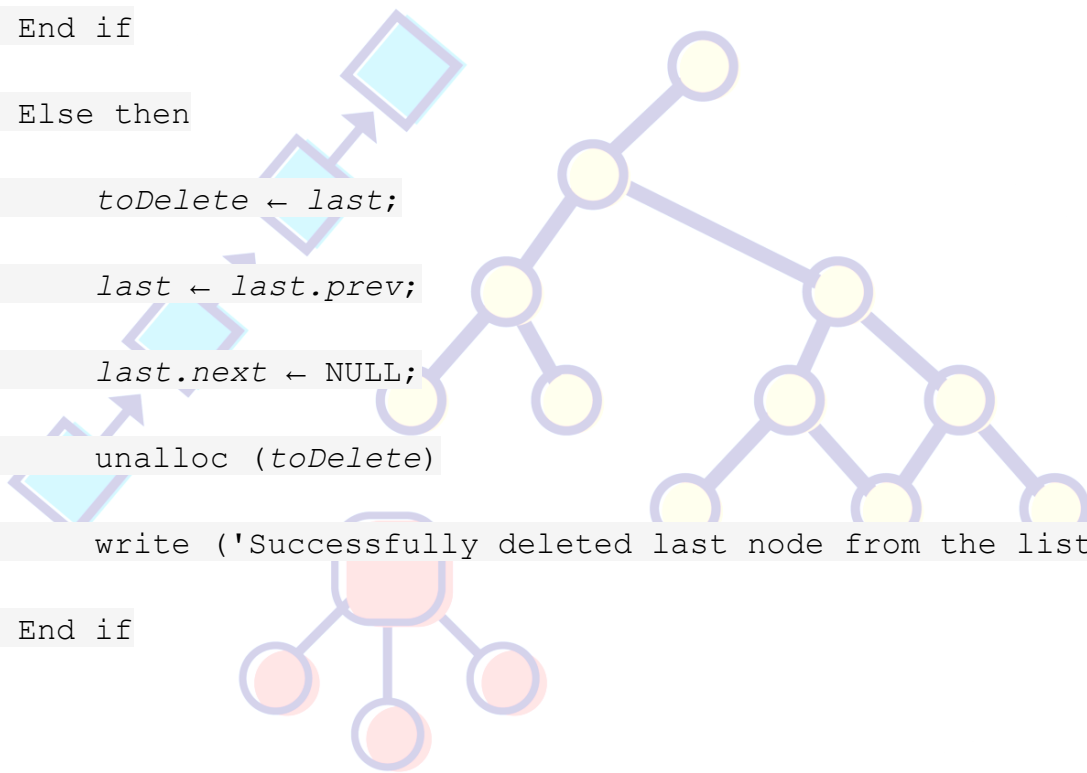 End if
Else then
toDelete ← last;
last ← last.prev;
last.next ← NULL;
unalloc (toDelete)
write ('Successfully deleted last node from the list
End if